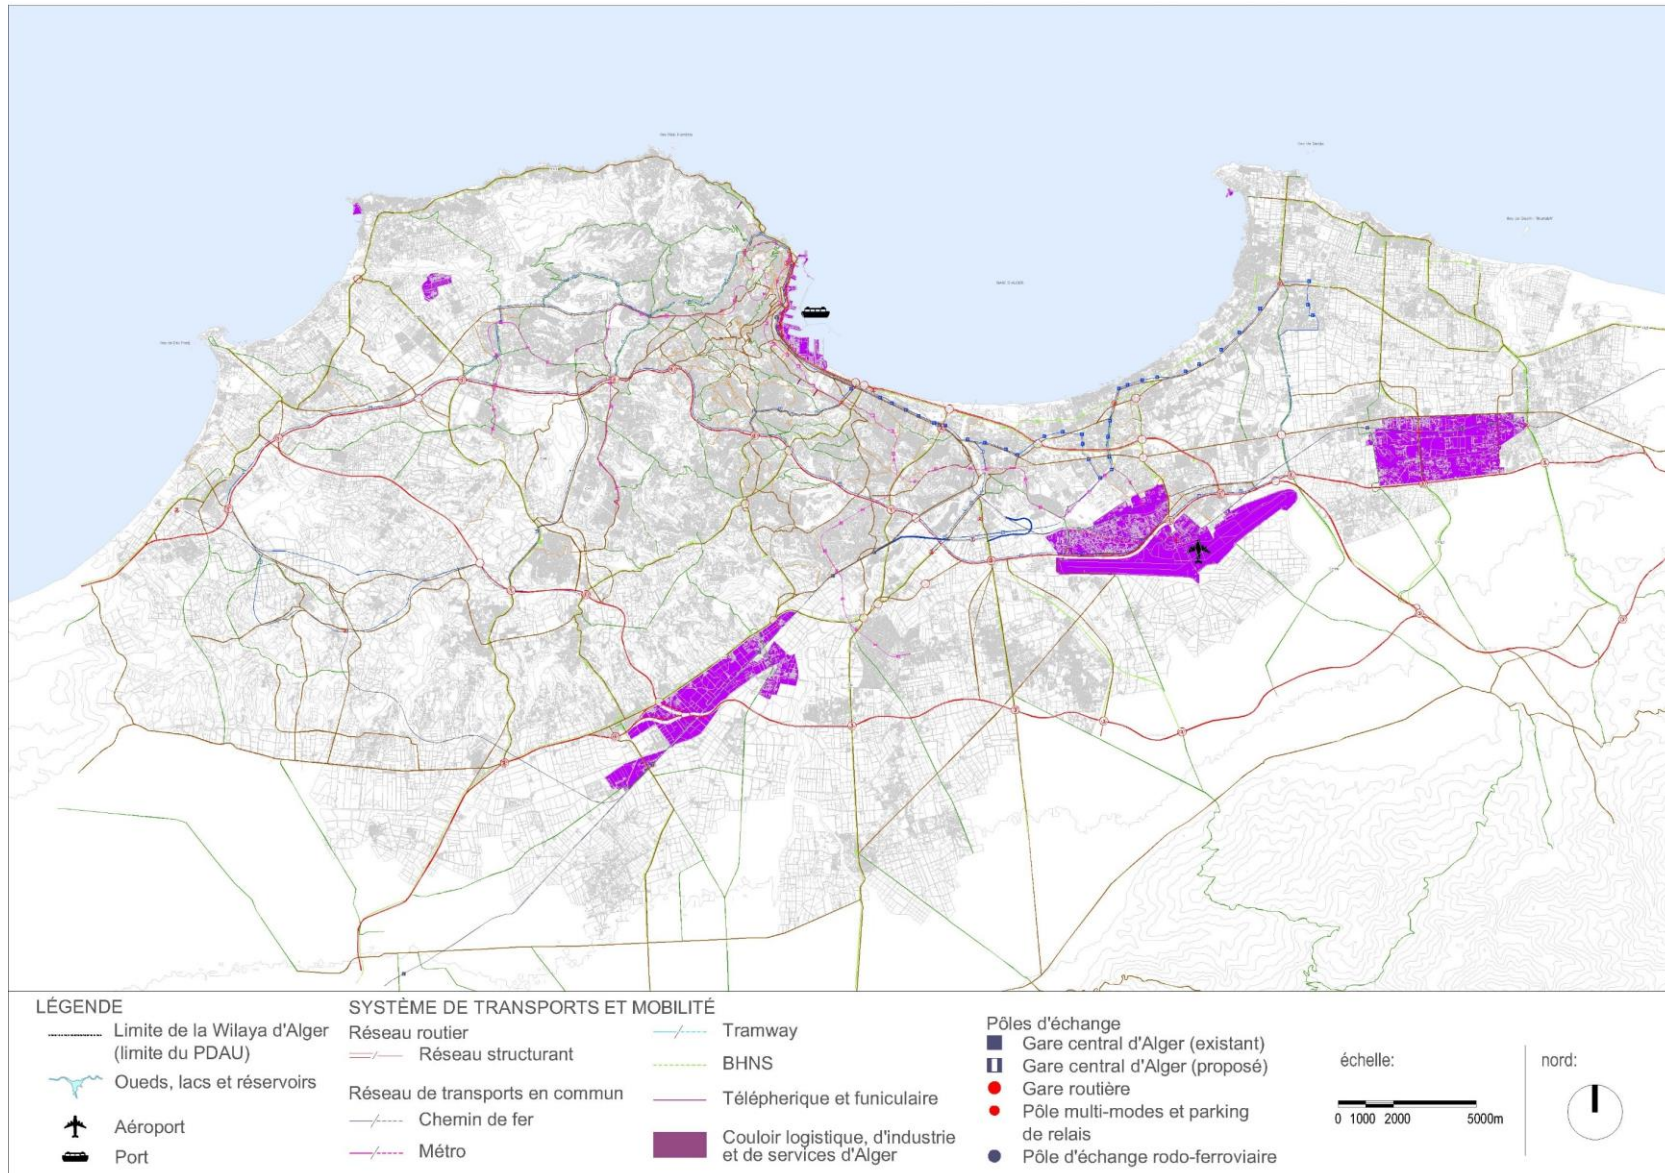 BAIE D'ALGER
LÉGENDE
Limite de la Wilaya d'Alger
(limite du PDAU)
Oueds, lacs et réservoirs
Aéroport
Port
SYSTÈME DE TRANSPORTS ET MOBILITÉ
Réseau routier
Réseau structurant
Réseau de transports en commun
Chemin de fer
Métro
Tramway
BHNS
Télépherique et funiculaire
Couloir logistique, d'industrie
et de services d'Alger
Pôles d'échange
Gare central d'Alger (existant)
Gare central d'Alger (proposé)
Gare routière
Pôle multi-modes et parking
de relais
Pôle d'échange rodo-ferroviaire
échelle:
0 1000 2000 5000m
nord: